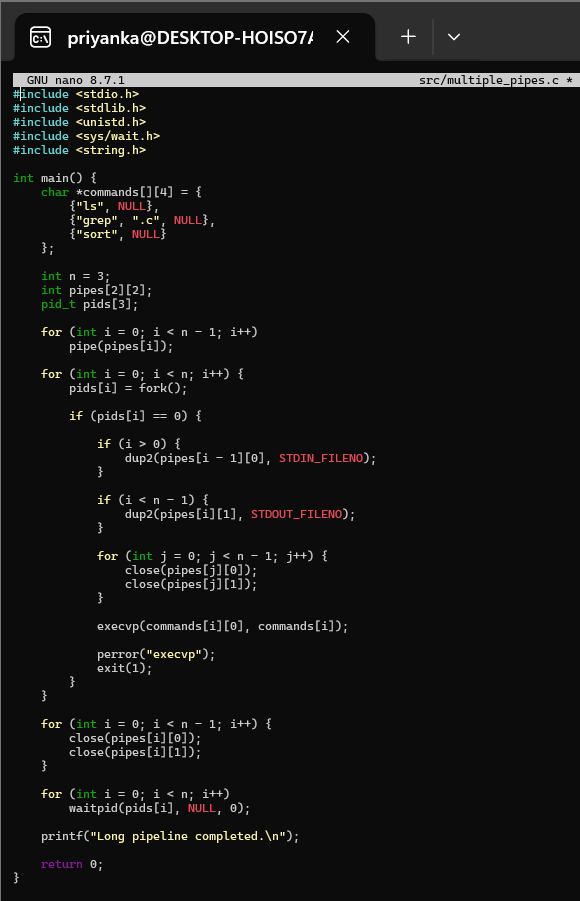 priyanka@DESKTOP-HOISO7A
GNU nano 8.7.1 src/multiple_pipes.c *
#include <stdio.h>
#include <stdlib.h>
#include <unistd.h>
#include <sys/wait.h>
#include <string.h>

int main() {
    char *commands[][4] = {
        {"ls", NULL},
        {"grep", ".c", NULL},
        {"sort", NULL}
    };

    int n = 3;
    int pipes[2][2];
    pid_t pids[3];

    for (int i = 0; i < n - 1; i++)
        pipe(pipes[i]);

    for (int i = 0; i < n; i++) {
        pids[i] = fork();

        if (pids[i] == 0) {

            if (i > 0) {
                dup2(pipes[i - 1][0], STDIN_FILENO);
            }

            if (i < n - 1) {
                dup2(pipes[i][1], STDOUT_FILENO);
            }

            for (int j = 0; j < n - 1; j++) {
                close(pipes[j][0]);
                close(pipes[j][1]);
            }

            execvp(commands[i][0], commands[i]);

            perror("execvp");
            exit(1);
        }
    }

    for (int i = 0; i < n - 1; i++) {
        close(pipes[i][0]);
        close(pipes[i][1]);
    }

    for (int i = 0; i < n; i++)
        waitpid(pids[i], NULL, 0);

    printf("Long pipeline completed.\n");

    return 0;
}